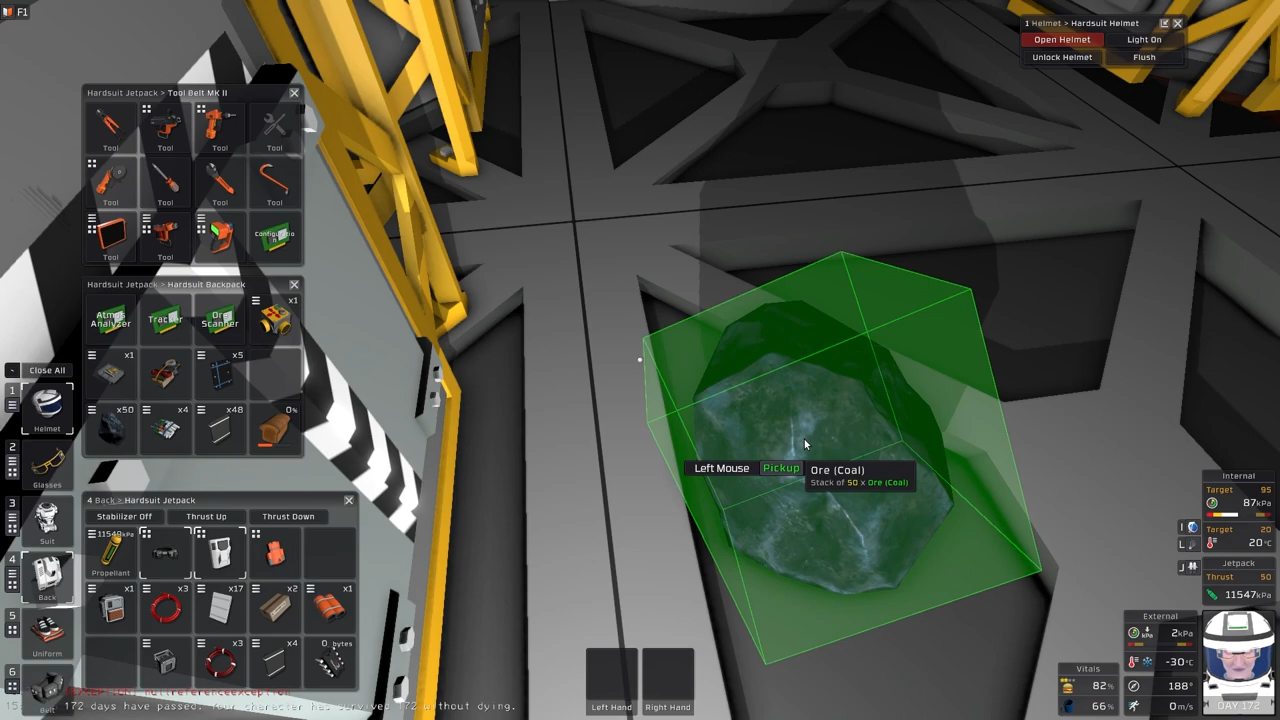 F1
1 Helmet > Hardsuit Helmet
Open Helmet
Light On
Unlock Helmet
Flush
Hardsuit Jetpack > Tool Belt MK II
Tool
Tool
Tool
Tool
Tool
Tool
Tool
Tool
Tool
Tool
Tool
Hardsuit Jetpack > Hardsuit Backpack
Atmos Analyzer
Tracker
Ore Scanner
x1
x1
x5
x50
x4
x48
0%
- Close All
1
Helmet
2
Glasses
3
Suit
4
Back
5
Uniform
6
Belt
4 Back > Hardsuit Jetpack
Stabilizer Off
Thrust Up
Thrust Down
11549kPa
Propellant
x1
x3
x17
x2
x1
x3
x4
0 bytes
Left Mouse
Pickup
Ore (Coal)
Stack of 50 x Ore (Coal)
Left Hand
Right Hand
172 days have passed. Your character has survived 172 without dying.
Internal
Target 95
87kPa
Target 20
20°C
I
L
J
Jetpack
Thrust 50
11547kPa
External
kPa
2kPa
-30°C
188°
0m/s
Vitals
82%
66%
DAY 172